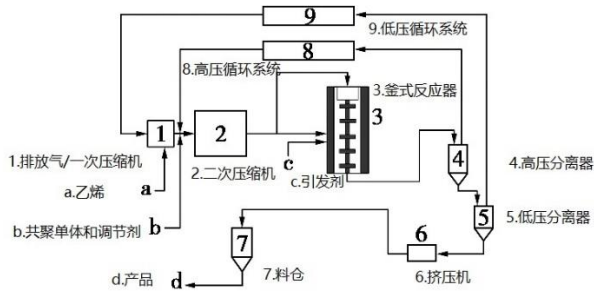 9
9.低压循环系统
8
8.高压循环系统
3.釜式反应器
3
1
2
4
1.排放气/一次压缩机
2.二次压缩机
c
c.引发剂
4.高压分离器
a.乙烯
a
b.共聚单体和调节剂
b
5
5.低压分离器
7
6
d.产品
d
7.料仓
6.挤压机